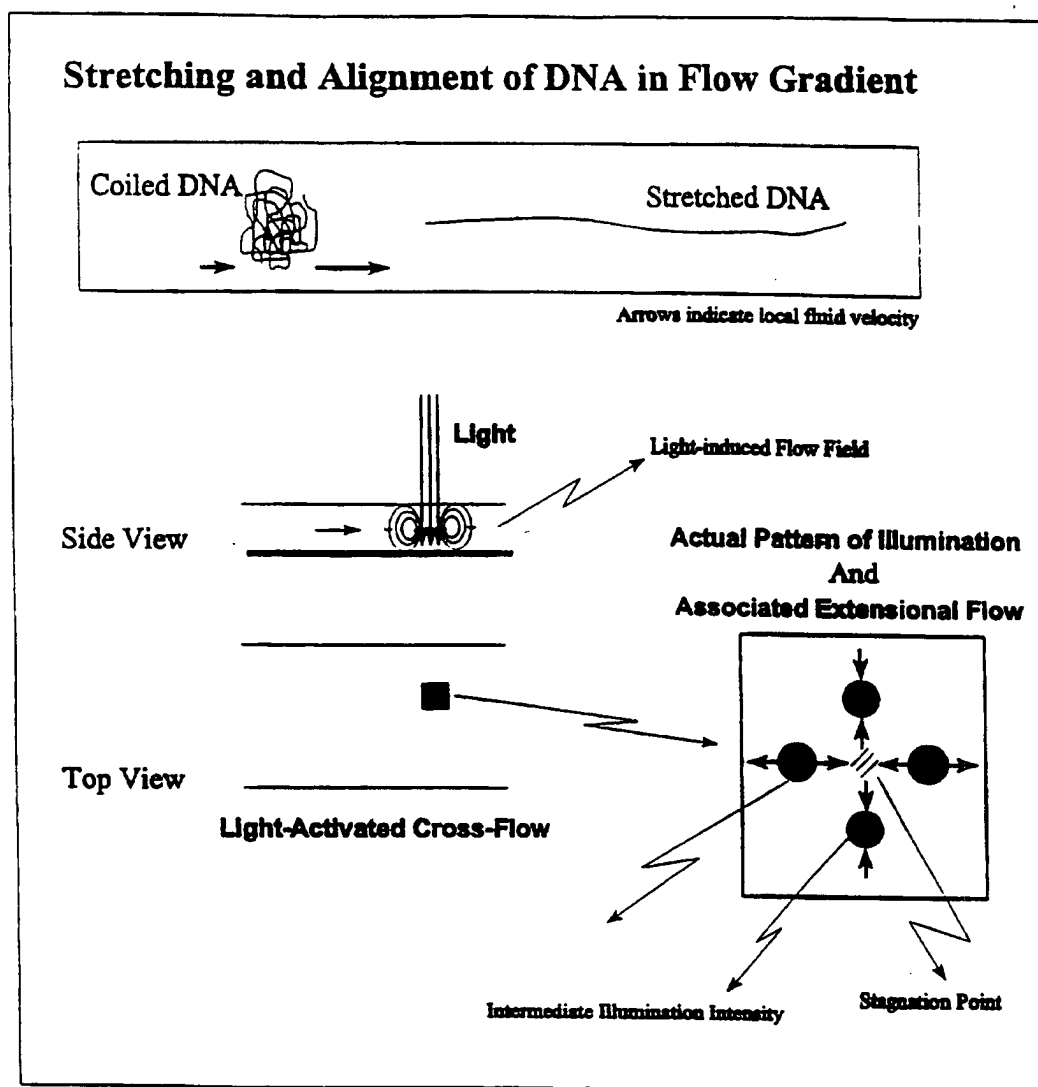 Stretching and Alignment of DNA in Flow Gradient
Coiled DNA
Stretched DNA
Arrows indicate local fluid velocity
Light
Light-induced Flow Field
Side View
Actual Pattern of Illumination
And
Associated Extensional Flow
Top View
Light-Activated Cross-Flow
Intermediate Illumination Intensity
Stagnation Point